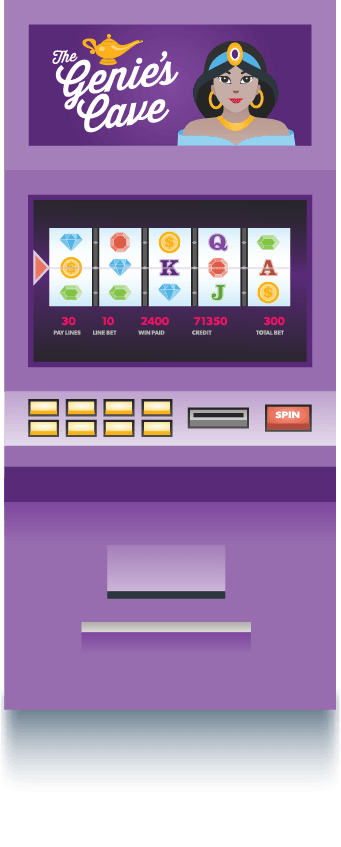 The
Genie's
Cave
Q
K
A
J
30 10 2400 71350 300
PAY LINES LINE BET WIN PAID CREDIT TOTAL BET
SPIN